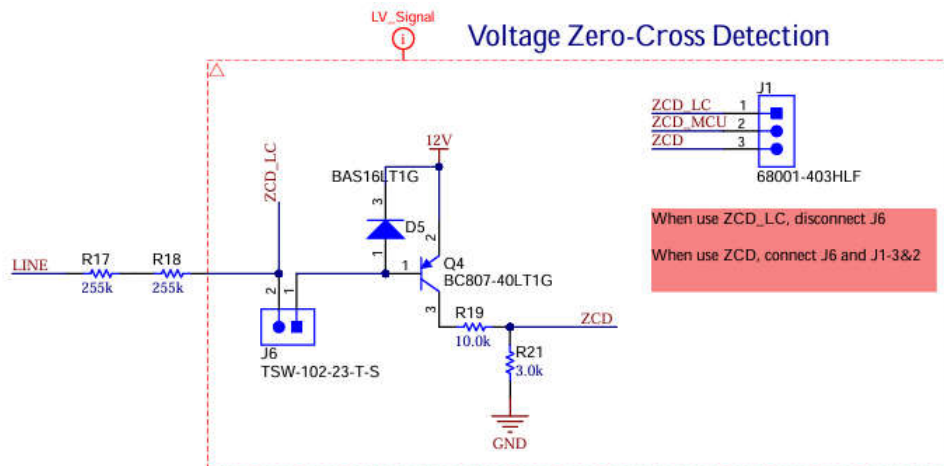 LV_Signal
i
Voltage Zero-Cross Detection
J1
ZCD_LC 1
ZCD_MCU 2
ZCD 3
68001-403HLF
12V
ZCD_LC
BAS16LT1G
3
D5
1
2
When use ZCD_LC, disconnect J6
When use ZCD, connect J6 and J1-3&2
LINE
R17
255k
R18
255k
1
Q4
BC807-40LT1G
3
2
1
J6
TSW-102-23-T-S
R19
10.0k
ZCD
R21
3.0k
GND